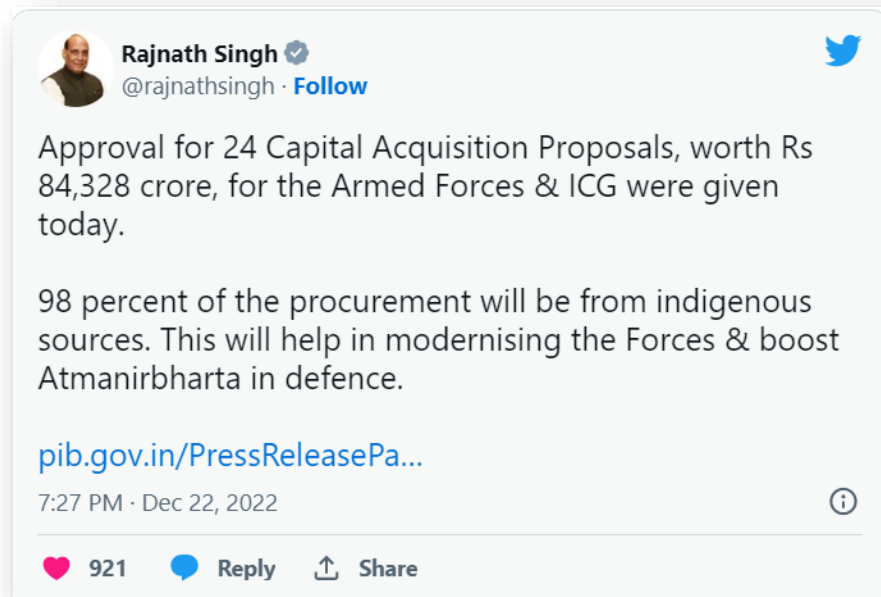 Rajnath Singh
@rajnathsingh · Follow
Approval for 24 Capital Acquisition Proposals, worth Rs
84,328 crore, for the Armed Forces & ICG were given
today.
98 percent of the procurement will be from indigenous
sources. This will help in modernising the Forces & boost
Atmanirbharta in defence.
pib.gov.in/PressReleasePa...
7:27 PM · Dec 22, 2022
921 Reply Share